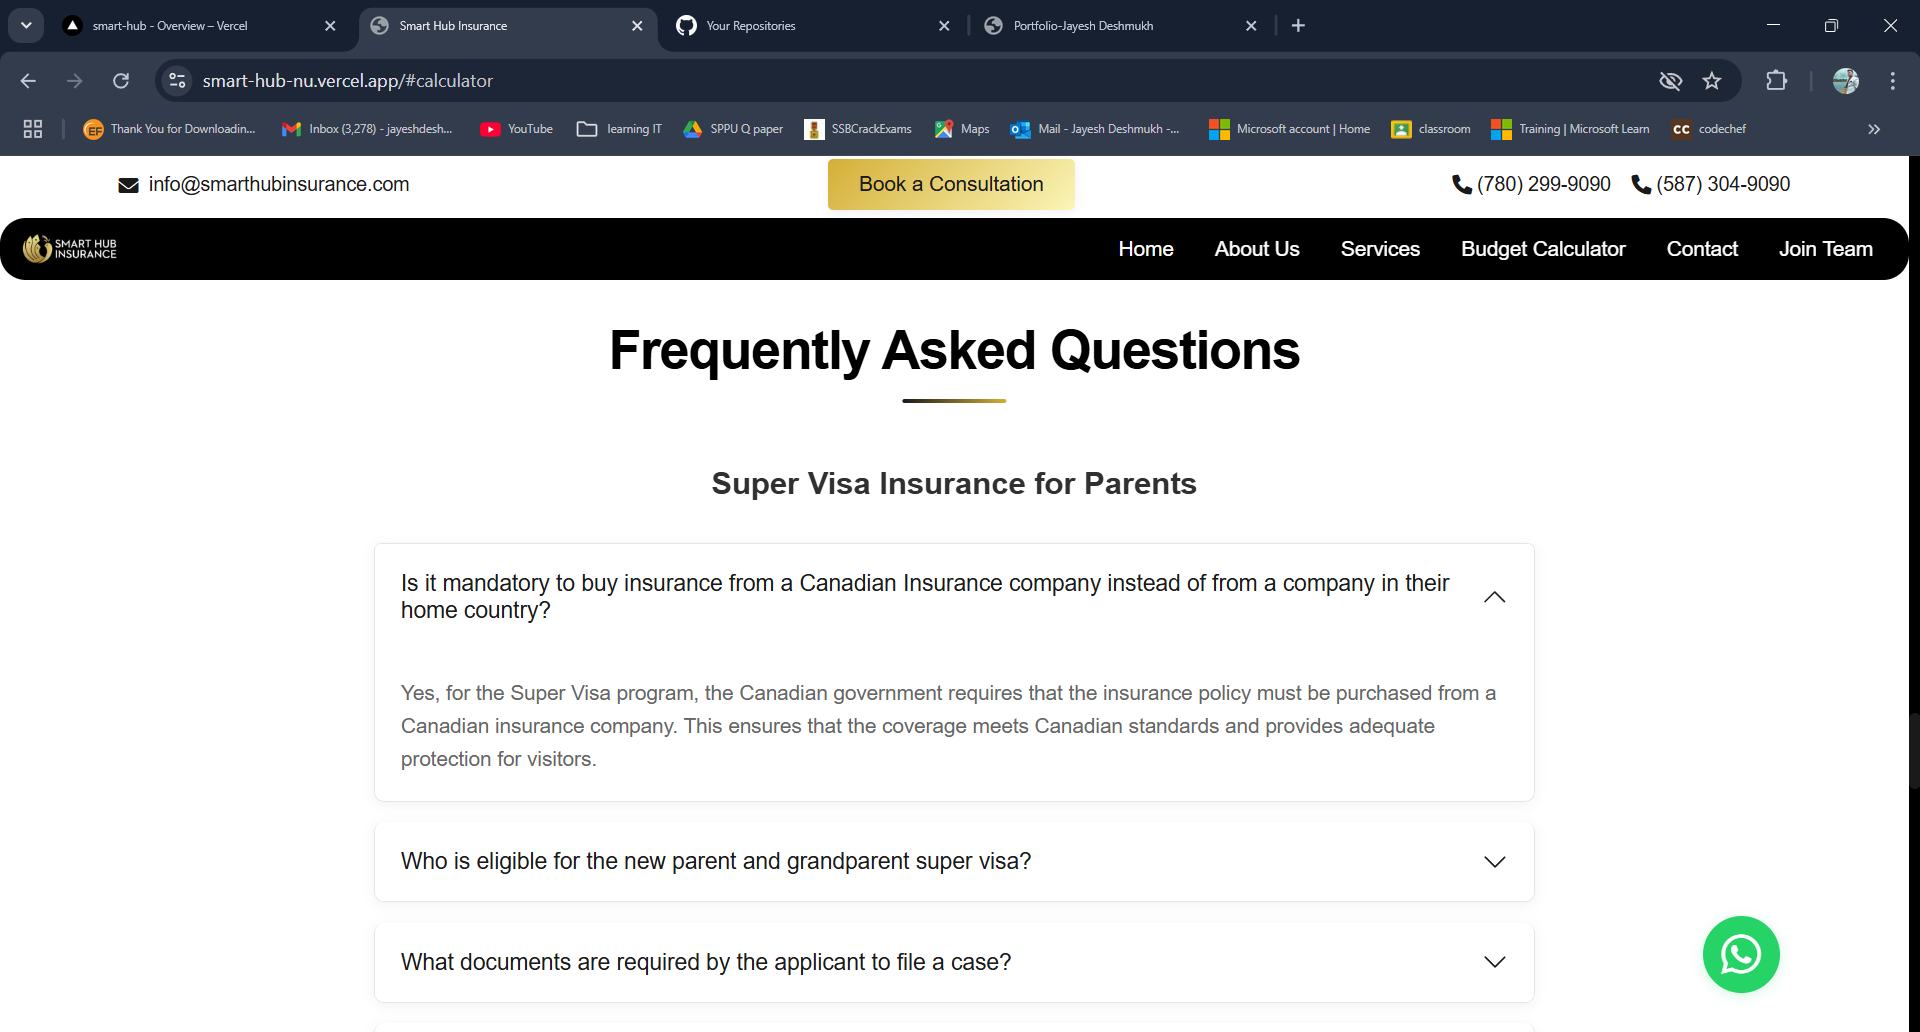 smart-hub - Overview – Vercel
Smart Hub Insurance
Your Repositories
Portfolio-Jayesh Deshmukh
smart-hub-nu.vercel.app/#calculator
EF Thank You for Downloadin...
Inbox (3,278) - jayeshdesh...
YouTube
learning IT
SPPU Q paper
SSBCrackExams
Maps
Mail - Jayesh Deshmukh -...
Microsoft account | Home
classroom
Training | Microsoft Learn
CC codechef
info@smarthubinsurance.com
Book a Consultation
(780) 299-9090 (587) 304-9090
SMART HUB
INSURANCE
Home About Us Services Budget Calculator Contact Join Team
Frequently Asked Questions
Super Visa Insurance for Parents
Is it mandatory to buy insurance from a Canadian Insurance company instead of from a company in their
home country?
Yes, for the Super Visa program, the Canadian government requires that the insurance policy must be purchased from a
Canadian insurance company. This ensures that the coverage meets Canadian standards and provides adequate
protection for visitors.
Who is eligible for the new parent and grandparent super visa?
What documents are required by the applicant to file a case?